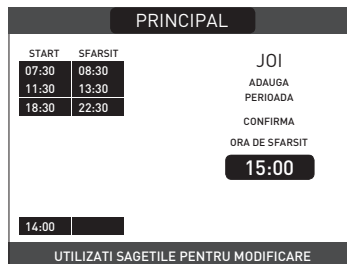 PRINCIPAL
START SFARSIT
07:30 08:30
11:30 13:30
18:30 22:30
14:00
JOI
ADAUGA
PERIOADA
CONFIRMA
ORA DE SFARSIT
15:00
UTILIZATI SAGETILE PENTRU MODIFICARE